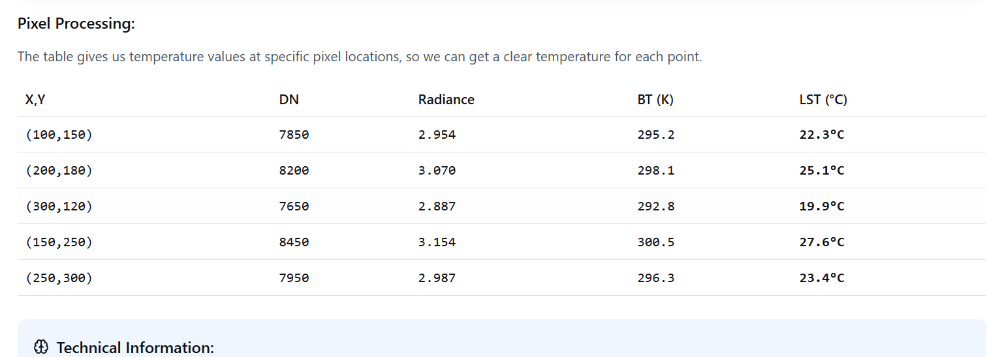 Pixel Processing:
The table gives us temperature values at specific pixel locations, so we can get a clear temperature for each point.
X,Y DN Radiance BT (K) LST (°C)
(100,150) 7850 2.954 295.2 22.3°C
(200,180) 8200 3.070 298.1 25.1°C
(300,120) 7650 2.887 292.8 19.9°C
(150,250) 8450 3.154 300.5 27.6°C
(250,300) 7950 2.987 296.3 23.4°C
Technical Information: